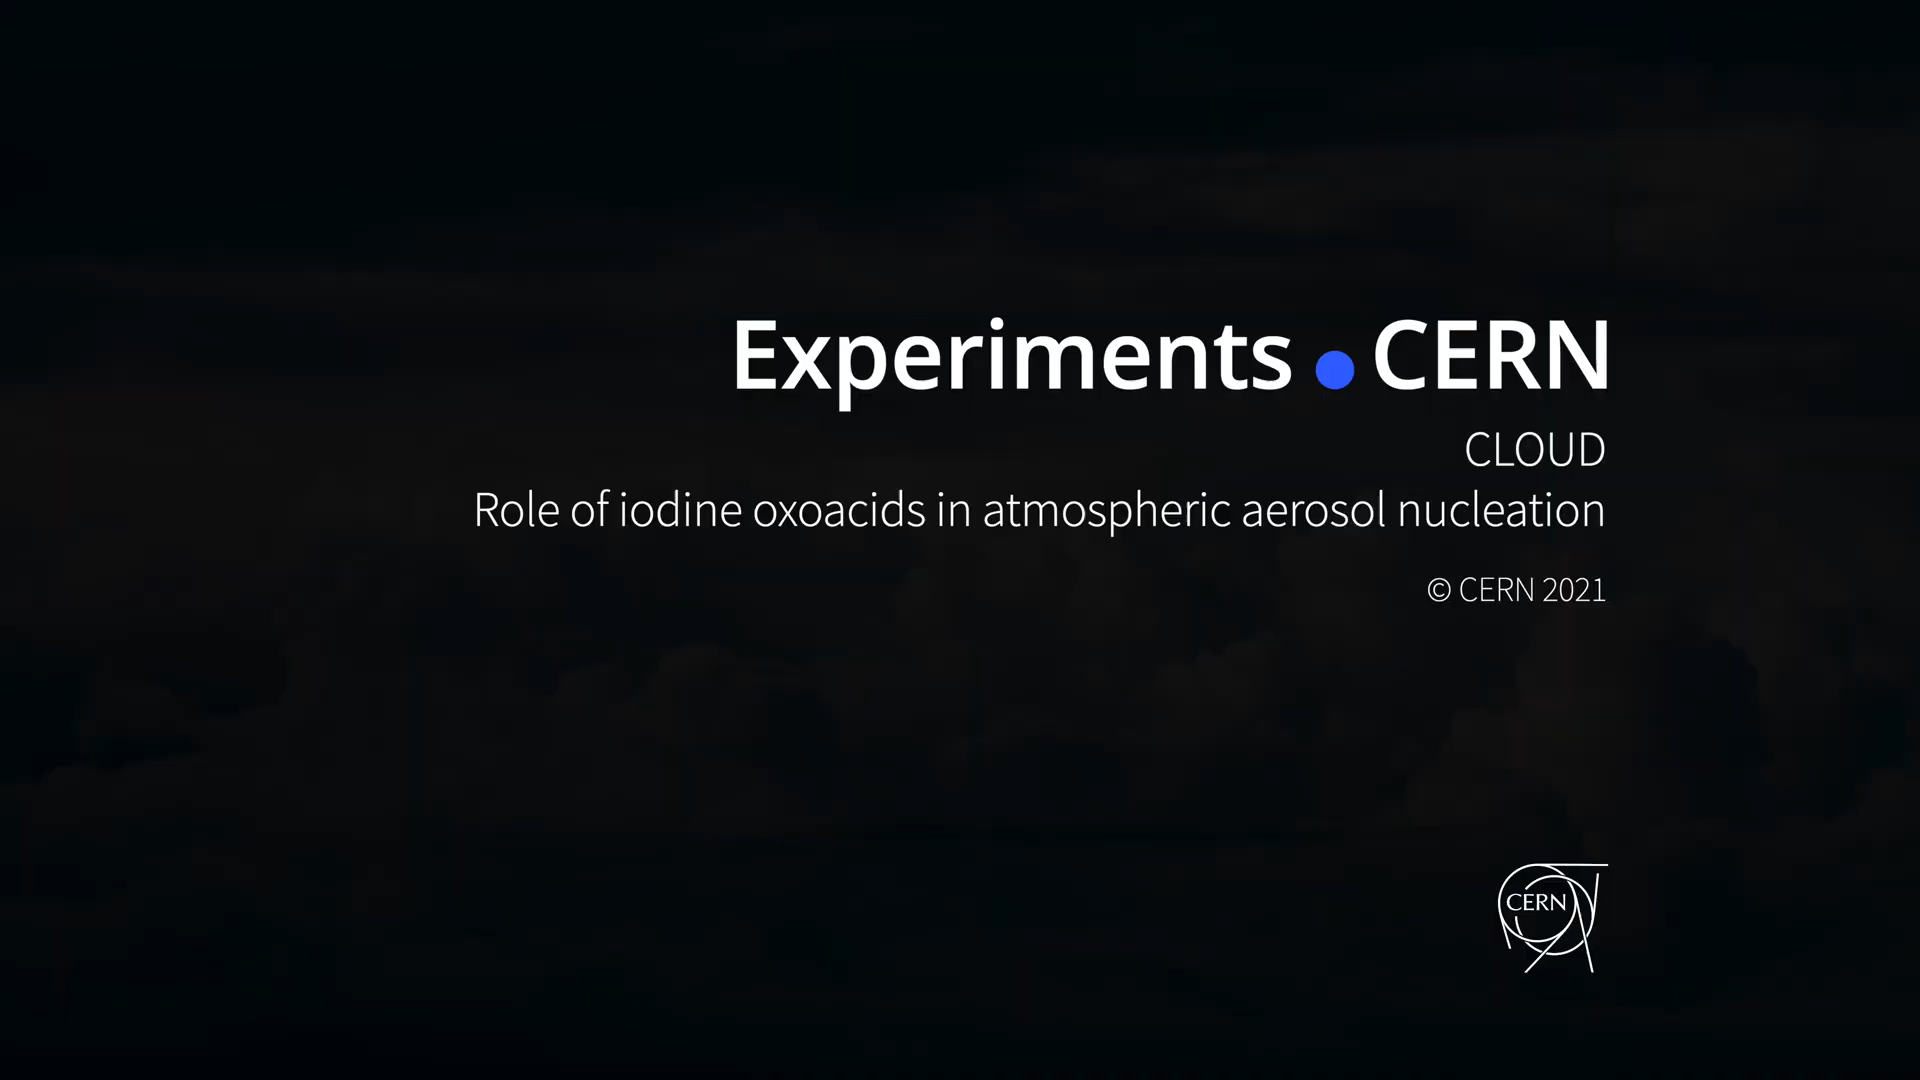 Experiments.CERN
CLOUD
Role of iodine oxoacids in atmospheric aerosol nucleation
© CERN 2021
CERN